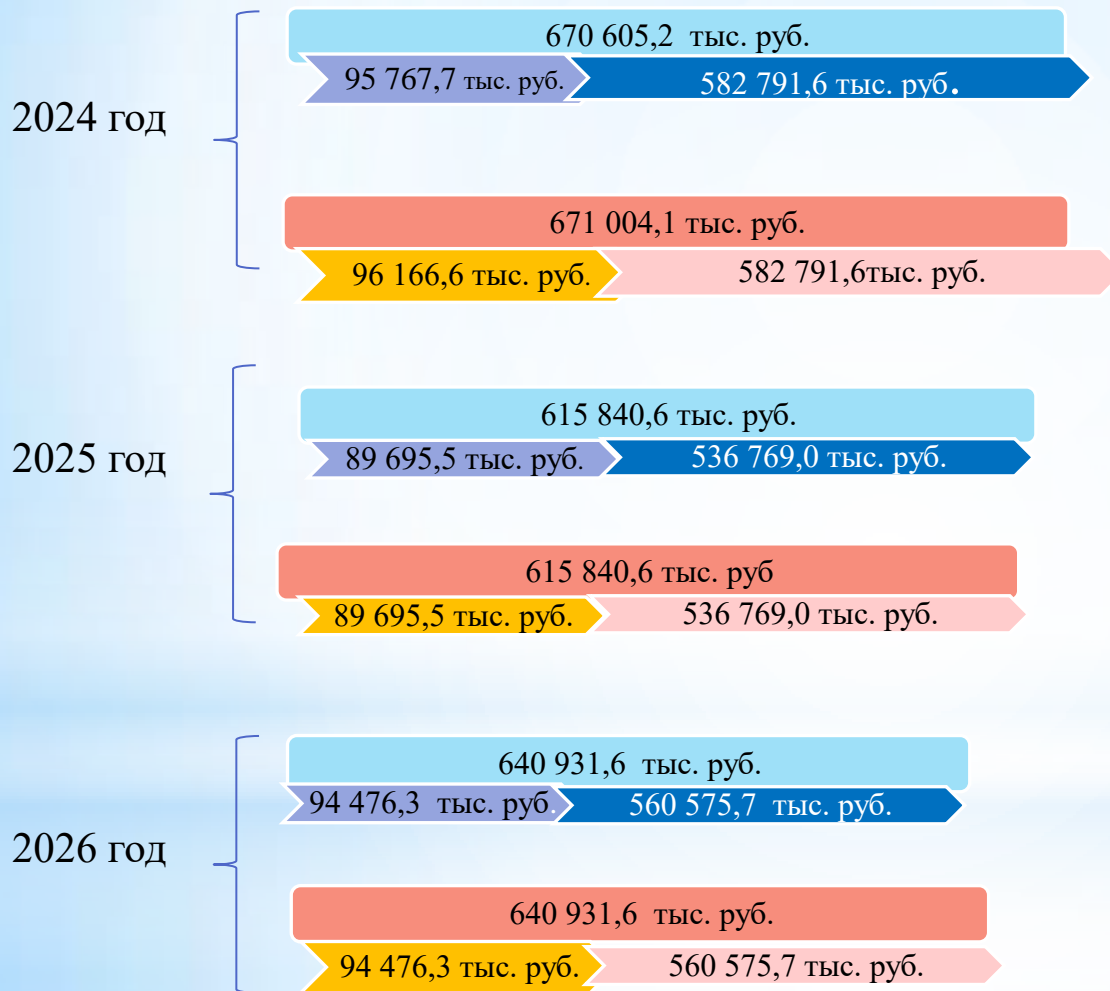 670 605,2 тыс. руб.
95 767,7 тыс. руб. 582 791,6 тыс. руб.
2024 год
671 004,1 тыс. руб.
96 166,6 тыс. руб. 582 791,6тыс. руб.
615 840,6 тыс. руб.
2025 год
89 695,5 тыс. руб. 536 769,0 тыс. руб.
615 840,6 тыс. руб
89 695,5 тыс. руб. 536 769,0 тыс. руб.
640 931,6 тыс. руб.
94 476,3 тыс. руб. 560 575,7 тыс. руб.
2026 год
640 931,6 тыс. руб.
94 476,3 тыс. руб. 560 575,7 тыс. руб.